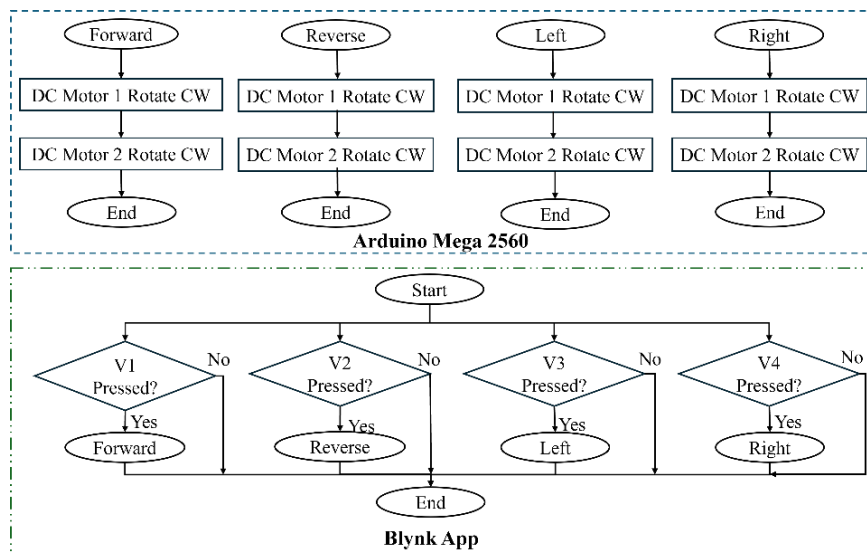 Forward
Reverse
Left
Right
DC Motor 1 Rotate CW
DC Motor 1 Rotate CW
DC Motor 1 Rotate CW
DC Motor 1 Rotate CW
DC Motor 2 Rotate CW
DC Motor 2 Rotate CW
DC Motor 2 Rotate CW
DC Motor 2 Rotate CW
End
End
End
End
Arduino Mega 2560
Start
V1
Pressed?
No
V2
Pressed?
No
V3
Pressed?
No
V4
Pressed?
No
Yes
Yes
Yes
Yes
Forward
Reverse
Left
Right
End
Blynk App